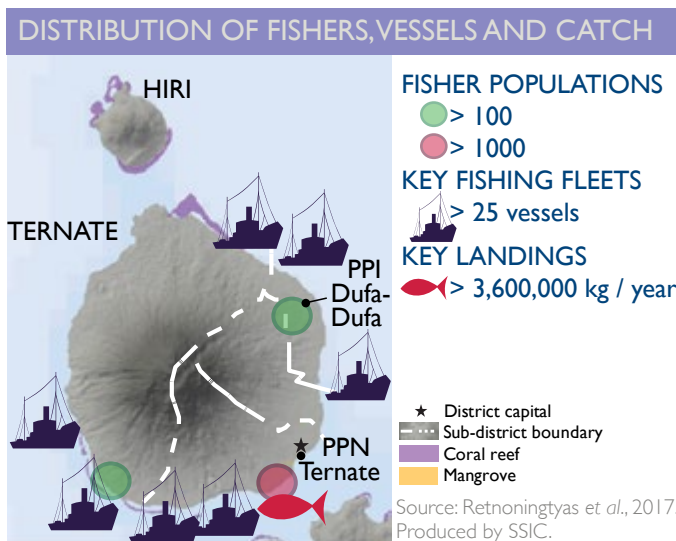 DISTRIBUTION OF FISHERS, VESSELS AND CATCH
HIRI
TERNATE
PPI
Dufa-
Dufa
PPN
Ternate
FISHER POPULATIONS
> 100
> 1000
KEY FISHING FLEETS
> 25 vessels
KEY LANDINGS
> 3,600,000 kg / year
District capital
Sub-district boundary
Coral reef
Mangrove
Source: Retnoningtyas et al., 2017.
Produced by SSIC.